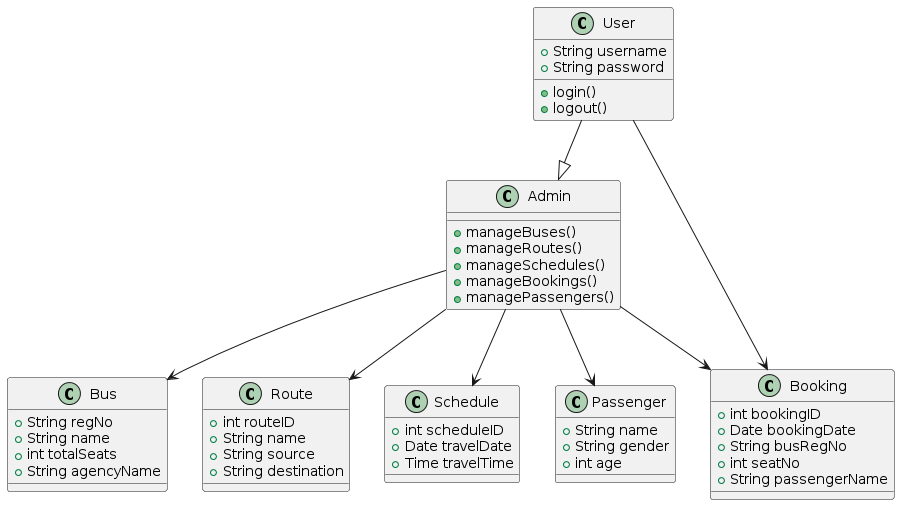 C User
String username
String password
login()
logout()
C Admin
manageBuses()
manageRoutes()
manageSchedules()
manageBookings()
managePassengers()
C Bus
String regNo
String name
int totalSeats
String agencyName
C Route
int routeID
String name
String source
String destination
C Schedule
int scheduleID
Date travelDate
Time travelTime
C Passenger
String name
String gender
int age
C Booking
int bookingID
Date bookingDate
String busRegNo
int seatNo
String passengerName